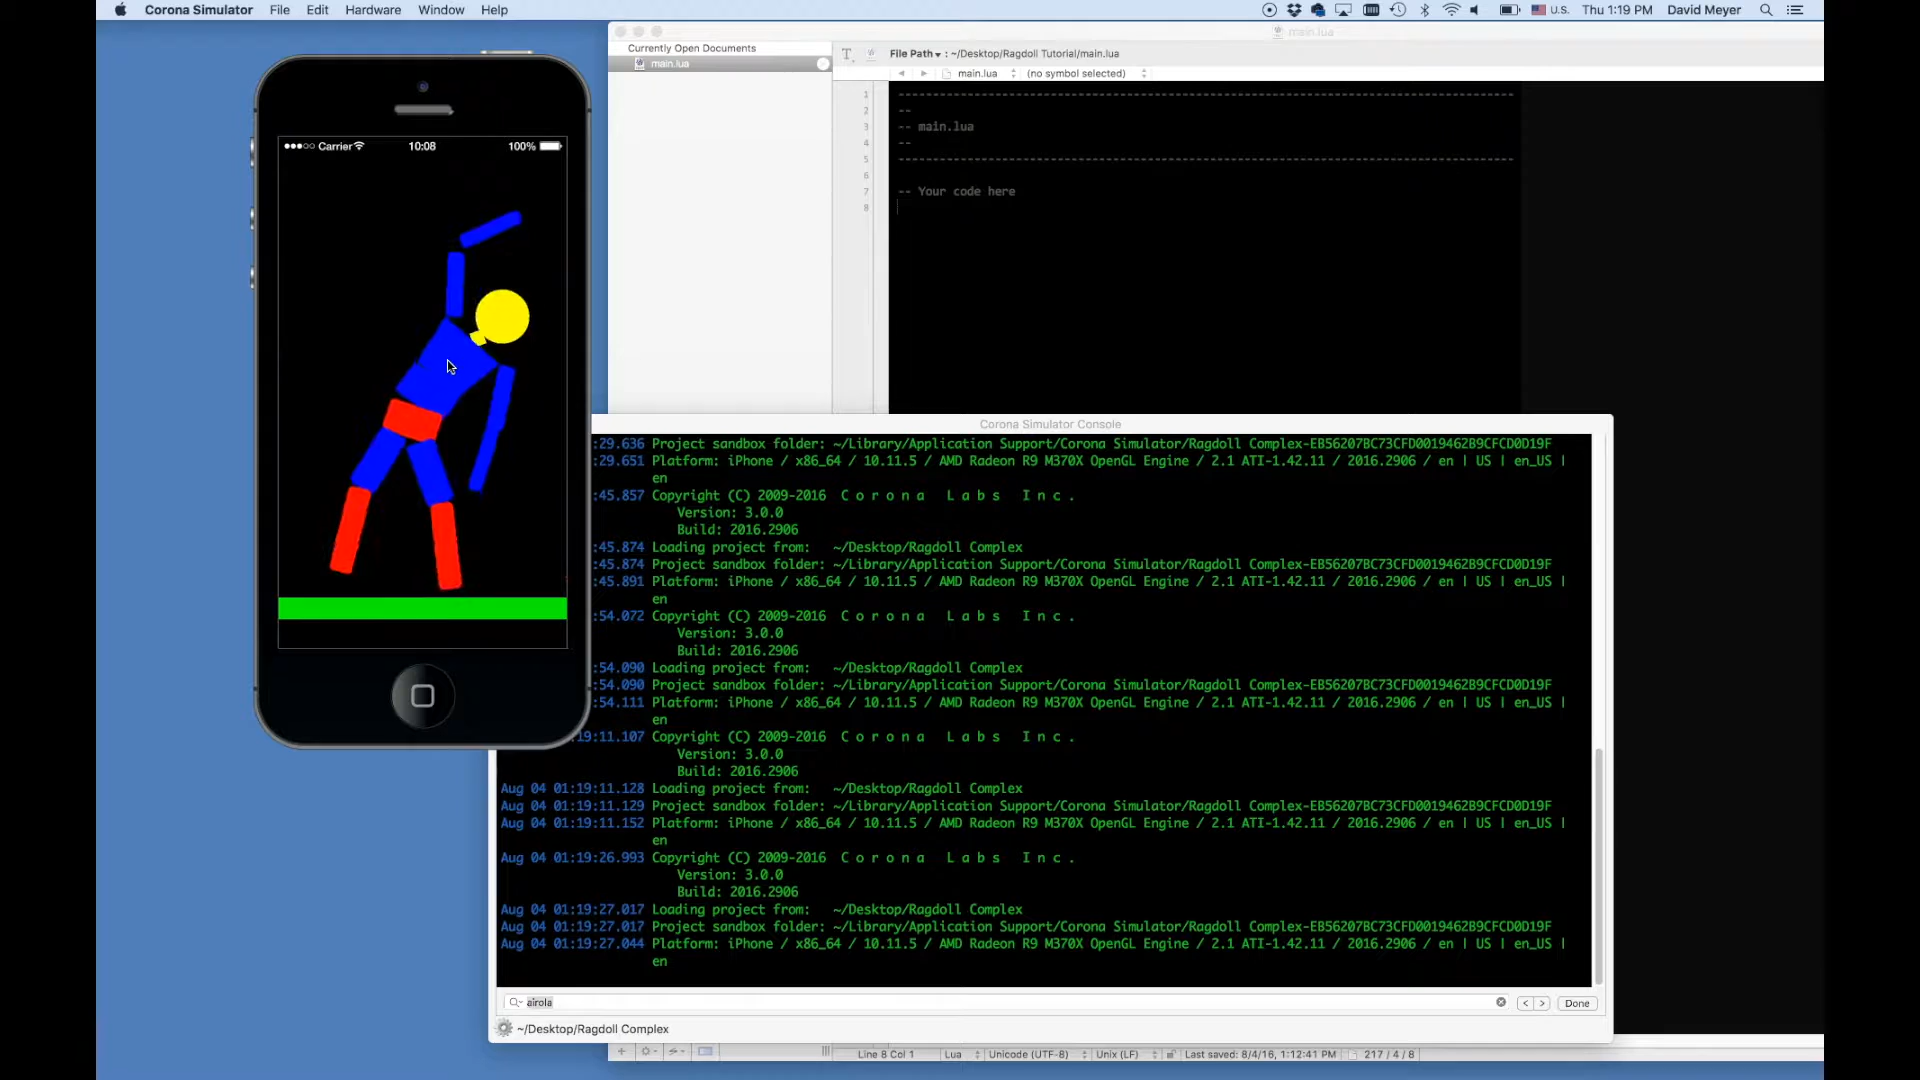 Corona Simulator File Edit Hardware Window Help
U.S. Thu 1:19 PM David Meyer
main.lua
Currently Open Documents
main.lua
File Path ▾ : ~/Desktop/Ragdoll Tutorial/main.lua
main.lua (no symbol selected)
1 --------------------------------------------------------------------------------
2 --
3 -- main.lua
4 --
5 --------------------------------------------------------------------------------
6
7 -- Your code here
8
Carrier 10:08 100%
Corona Simulator Console
:29.636 Project sandbox folder: ~/Library/Application Support/Corona Simulator/Ragdoll Complex-EB56207BC73CFD0019462B9CFCD0D19F
:29.651 Platform: iPhone / x86_64 / 10.11.5 / AMD Radeon R9 M370X OpenGL Engine / 2.1 ATI-1.42.11 / 2016.2906 / en | US | en_US |
en
:45.857 Copyright (C) 2009-2016 C o r o n a L a b s I n c .
Version: 3.0.0
Build: 2016.2906
:45.874 Loading project from: ~/Desktop/Ragdoll Complex
:45.874 Project sandbox folder: ~/Library/Application Support/Corona Simulator/Ragdoll Complex-EB56207BC73CFD0019462B9CFCD0D19F
:45.891 Platform: iPhone / x86_64 / 10.11.5 / AMD Radeon R9 M370X OpenGL Engine / 2.1 ATI-1.42.11 / 2016.2906 / en | US | en_US |
en
:54.072 Copyright (C) 2009-2016 C o r o n a L a b s I n c .
Version: 3.0.0
Build: 2016.2906
:54.090 Loading project from: ~/Desktop/Ragdoll Complex
:54.090 Project sandbox folder: ~/Library/Application Support/Corona Simulator/Ragdoll Complex-EB56207BC73CFD0019462B9CFCD0D19F
:54.111 Platform: iPhone / x86_64 / 10.11.5 / AMD Radeon R9 M370X OpenGL Engine / 2.1 ATI-1.42.11 / 2016.2906 / en | US | en_US |
en
:19:11.107 Copyright (C) 2009-2016 C o r o n a L a b s I n c .
Version: 3.0.0
Build: 2016.2906
Aug 04 01:19:11.128 Loading project from: ~/Desktop/Ragdoll Complex
Aug 04 01:19:11.129 Project sandbox folder: ~/Library/Application Support/Corona Simulator/Ragdoll Complex-EB56207BC73CFD0019462B9CFCD0D19F
Aug 04 01:19:11.152 Platform: iPhone / x86_64 / 10.11.5 / AMD Radeon R9 M370X OpenGL Engine / 2.1 ATI-1.42.11 / 2016.2906 / en | US | en_US |
en
Aug 04 01:19:26.993 Copyright (C) 2009-2016 C o r o n a L a b s I n c .
Version: 3.0.0
Build: 2016.2906
Aug 04 01:19:27.017 Loading project from: ~/Desktop/Ragdoll Complex
Aug 04 01:19:27.017 Project sandbox folder: ~/Library/Application Support/Corona Simulator/Ragdoll Complex-EB56207BC73CFD0019462B9CFCD0D19F
Aug 04 01:19:27.044 Platform: iPhone / x86_64 / 10.11.5 / AMD Radeon R9 M370X OpenGL Engine / 2.1 ATI-1.42.11 / 2016.2906 / en | US | en_US |
en
airola Done
~/Desktop/Ragdoll Complex
Line 8 Col 1 Lua Unicode (UTF-8) Unix (LF) Last saved: 8/4/16, 1:12:41 PM 217 / 4 / 8